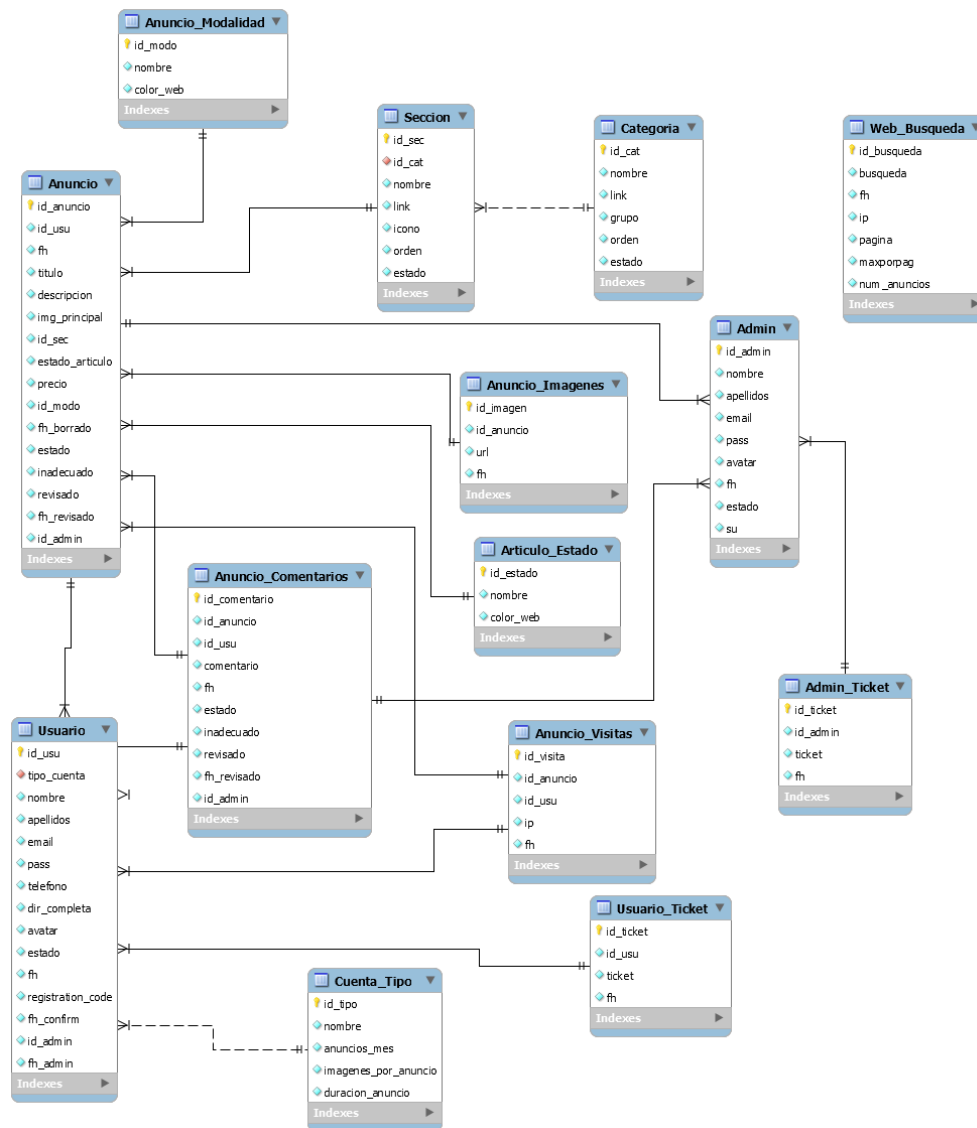 Anuncio_Modalidad
id_modo
nombre
color_web
Indexes
Seccion
id_sec
id_cat
nombre
link
icono
orden
estado
Indexes
Categoria
id_cat
nombre
link
grupo
orden
estado
Indexes
Web_Busqueda
id_busqueda
busqueda
fh
ip
pagina
maxporpag
num_anuncios
Indexes
Anuncio
id_anuncio
id_usu
fh
titulo
descripcion
img_principal
id_sec
estado_articulo
precio
id_modo
fh_borrado
estado
inadecuado
revisado
fh_revisado
id_admin
Indexes
Admin
id_admin
nombre
apellidos
email
pass
avatar
fh
estado
su
Indexes
Anuncio_Imagenes
id_imagen
id_anuncio
url
fh
Indexes
Articulo_Estado
id_estado
nombre
color_web
Indexes
Anuncio_Comentarios
id_comentario
id_anuncio
id_usu
comentario
fh
estado
inadecuado
revisado
fh_revisado
id_admin
Indexes
Admin_Ticket
id_ticket
id_admin
ticket
fh
Indexes
Usuario
id_usu
tipo_cuenta
nombre
apellidos
email
pass
telefono
dir_completa
avatar
estado
fh
registration_code
fh_confirm
id_admin
fh_admin
Indexes
Anuncio_Visitas
id_visita
id_anuncio
id_usu
ip
fh
Indexes
Usuario_Ticket
id_ticket
id_usu
ticket
fh
Indexes
Cuenta_Tipo
id_tipo
nombre
anuncios_mes
imagenes_por_anuncio
duracion_anuncio
Indexes